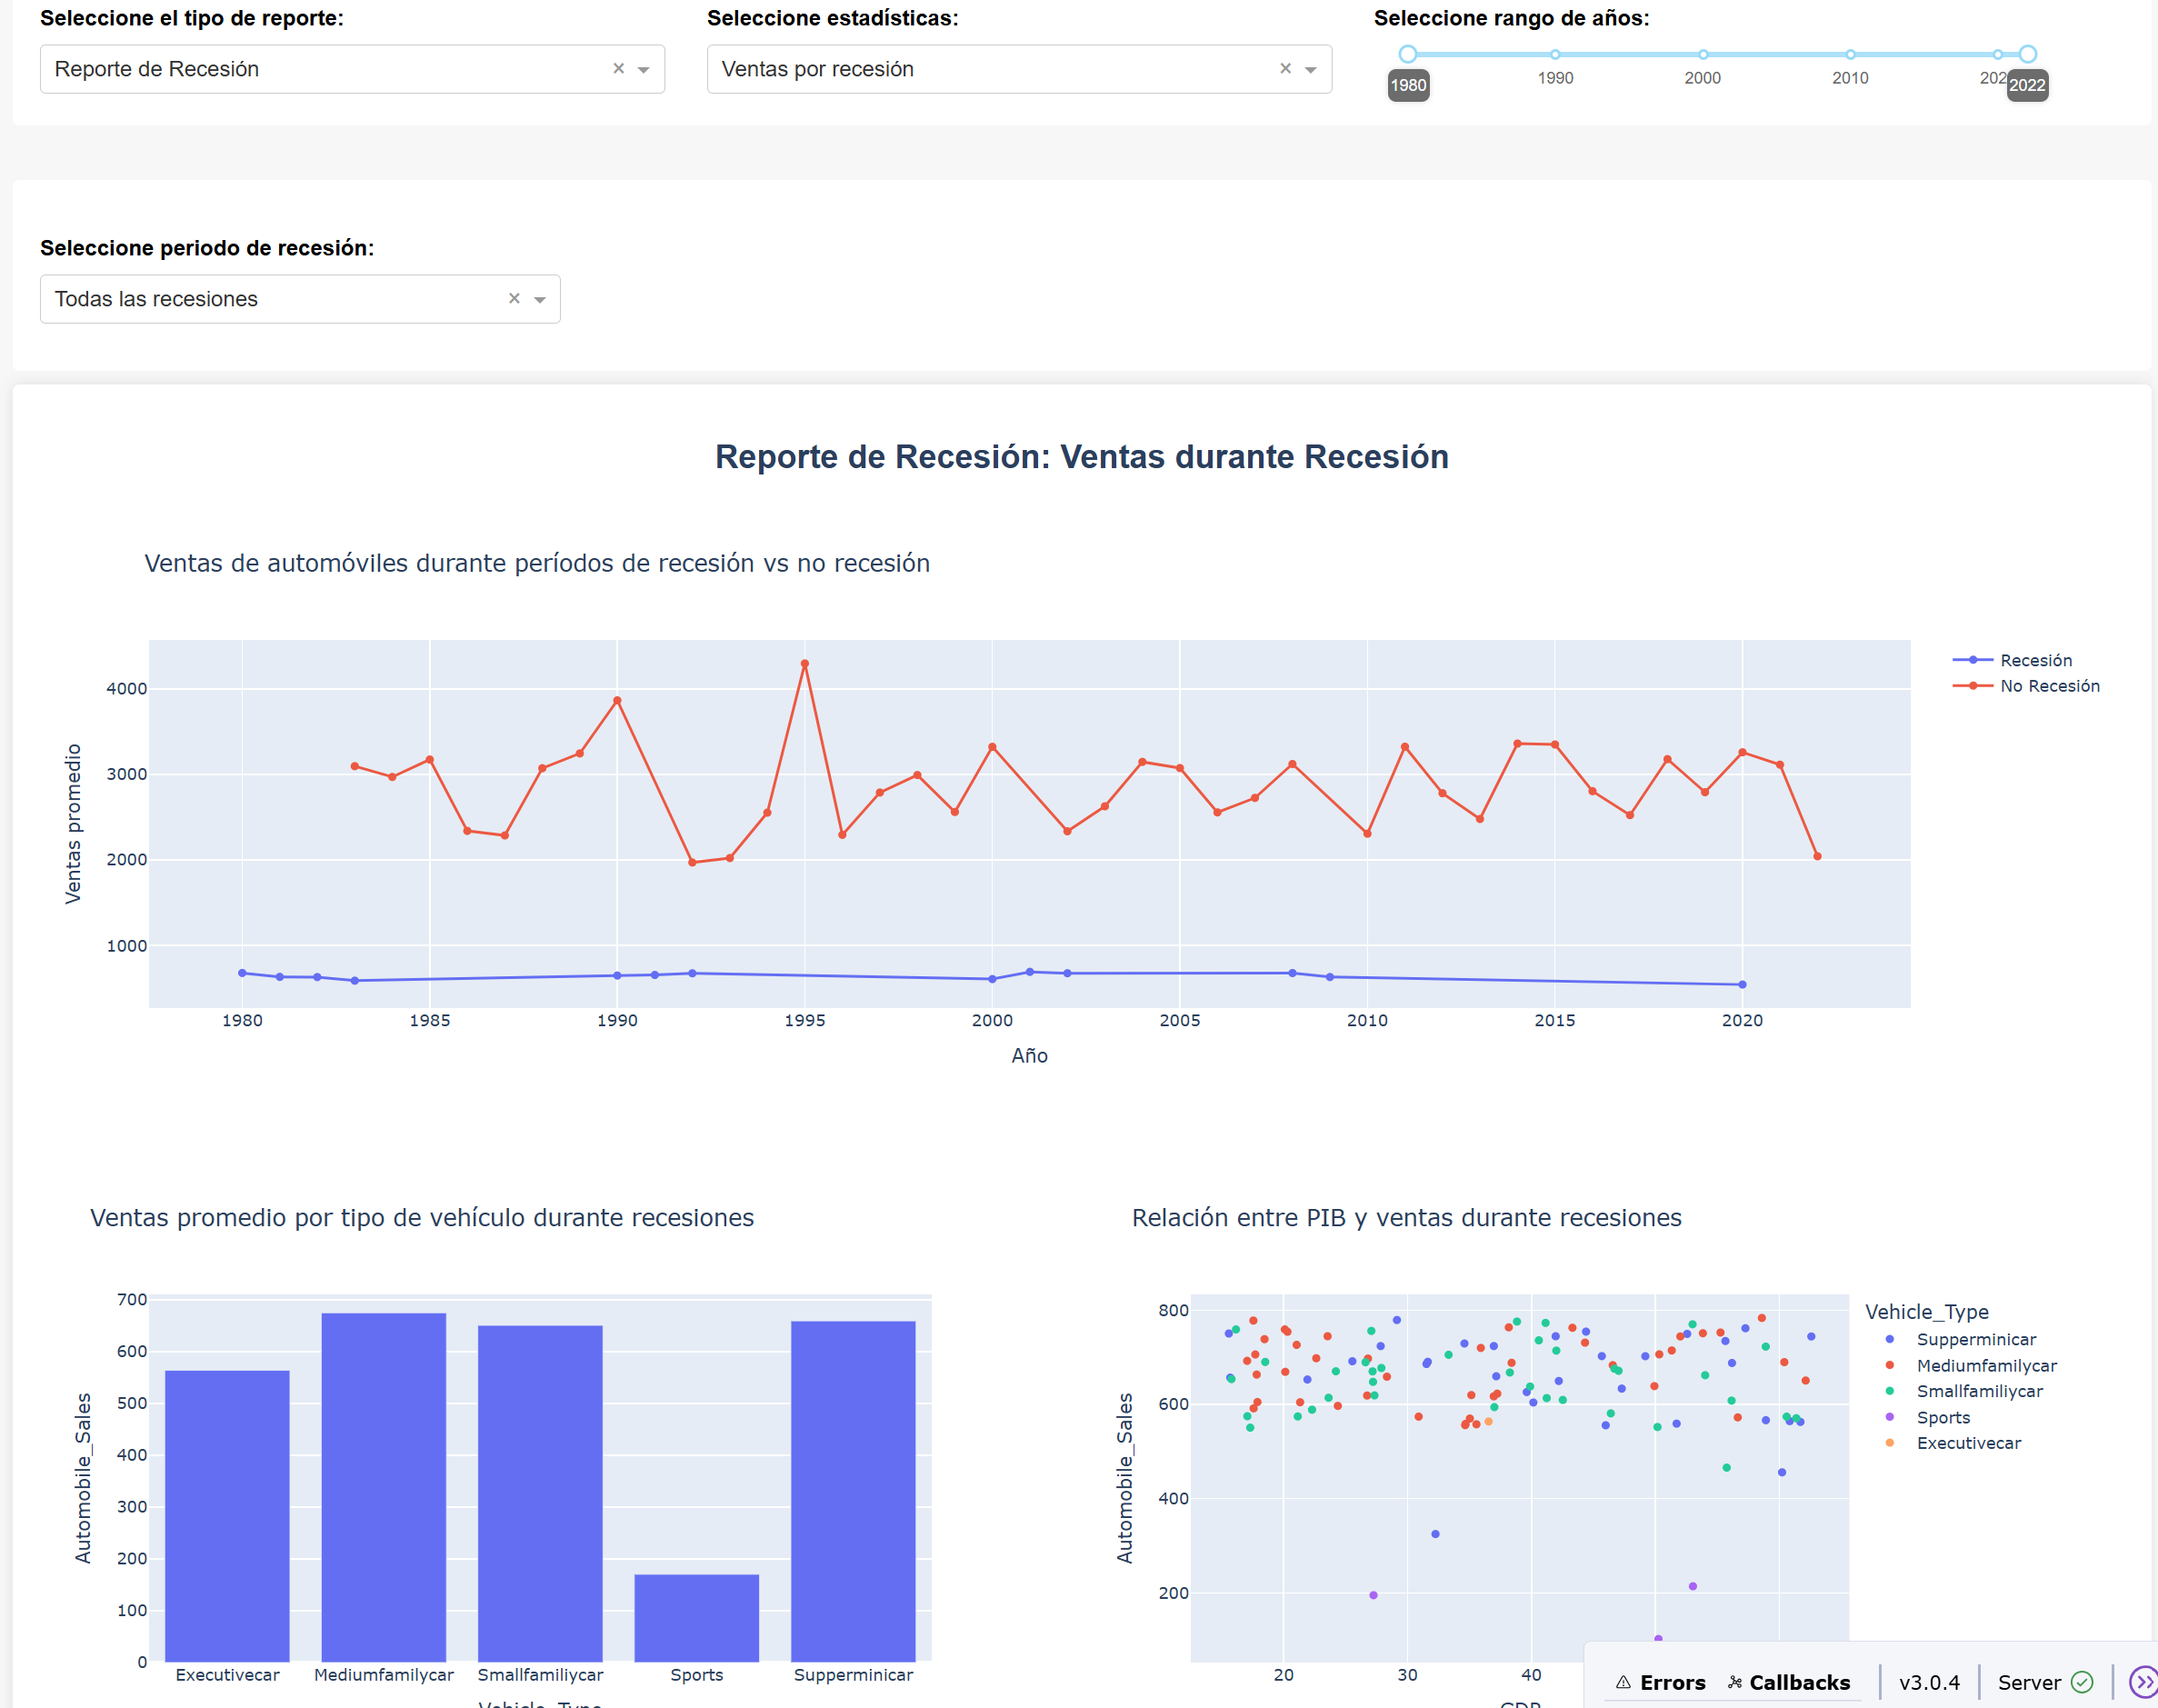 Seleccione el tipo de reporte:
Seleccione estadísticas:
Seleccione rango de años:
Reporte de Recesión
Ventas por recesión
1980
1990
2000
2010
202
2022
Seleccione periodo de recesión:
Todas las recesiones
Reporte de Recesión: Ventas durante Recesión
Ventas de automóviles durante períodos de recesión vs no recesión
Recesión
No Recesión
Ventas promedio
4000
3000
2000
1000
1980
1985
1990
1995
2000
2005
2010
2015
2020
Año
Ventas promedio por tipo de vehículo durante recesiones
Automobile_Sales
700
600
500
400
300
200
100
0
Executivecar
Mediumfamilycar
Smallfamiliycar
Sports
Supperminicar
Vehicle_Type
Relación entre PIB y ventas durante recesiones
Automobile_Sales
800
600
400
200
20
30
40
GDP
Vehicle_Type
Supperminicar
Mediumfamilycar
Smallfamiliycar
Sports
Executivecar
Errors
Callbacks
v3.0.4
Server